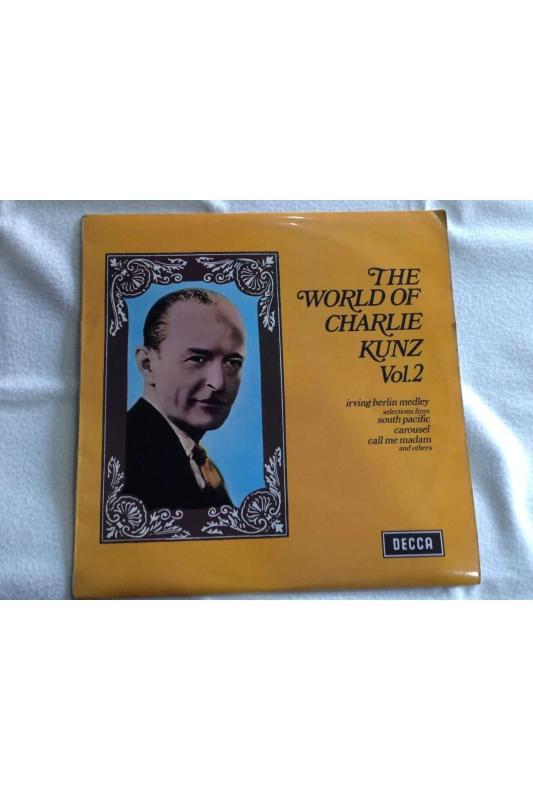 THE
WORLD OF
CHARLIE
KUNZ
Vol.2
irving berlin medley
selections from
south pacific
carousel
call me madam
and others
DECCA